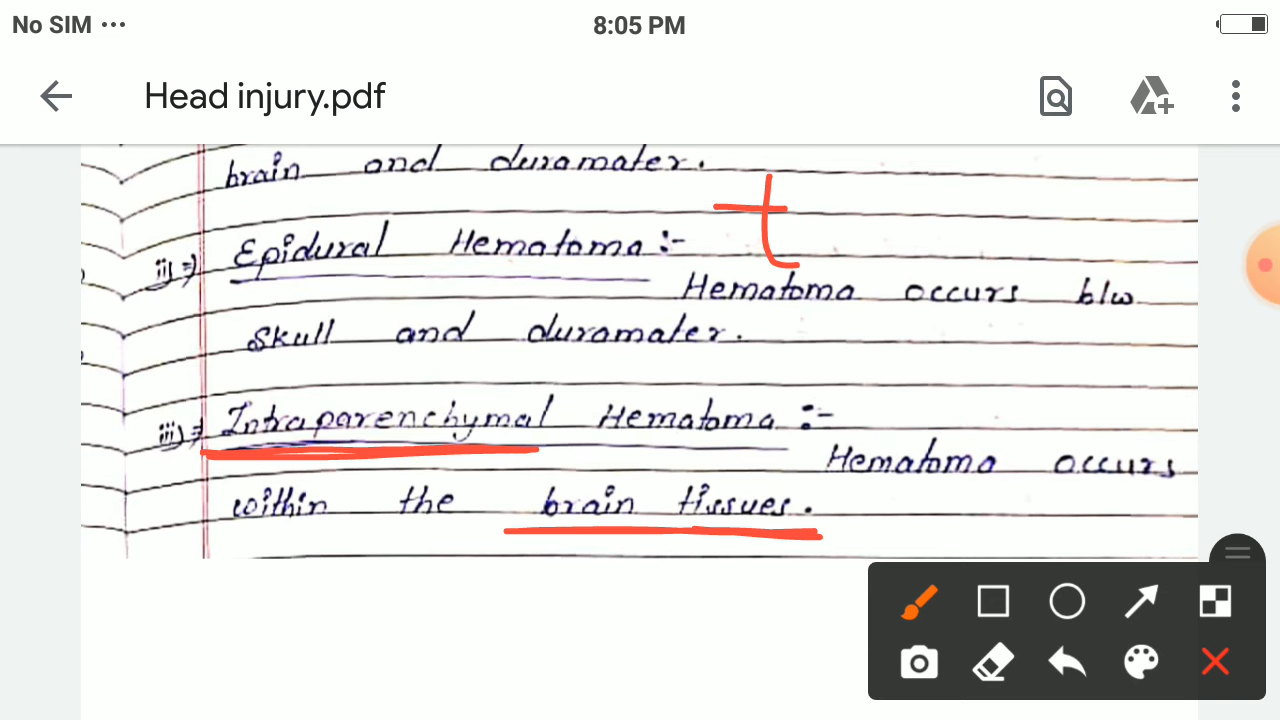 No SIM ...
8:05 PM
Head injury.pdf
brain and duramater.
t
ii)⇒ Epidural Hematoma :-
Hematoma occurs b/w
skull and duramater.
iii)⇒ Intraparenchymal Hematoma :-
Hematoma occurs
within the brain tissues.